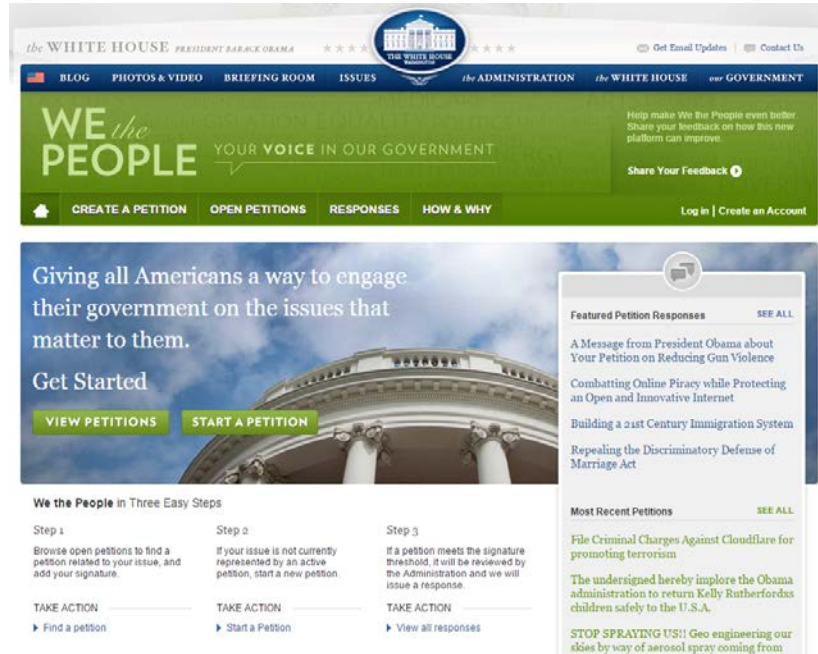 the WHITE HOUSE PRESIDENT BARACK OBAMA
THE WHITE HOUSE
WASHINGTON
Get Email Updates | Contact Us
BLOG PHOTOS & VIDEO BRIEFING ROOM ISSUES the ADMINISTRATION the WHITE HOUSE our GOVERNMENT
WE the
PEOPLE
YOUR VOICE IN OUR GOVERNMENT
Help make We the People even better.
Share your feedback on how this new
platform can improve.
Share Your Feedback
CREATE A PETITION OPEN PETITIONS RESPONSES HOW & WHY
Log in | Create an Account
Giving all Americans a way to engage
their government on the issues that
matter to them.
Get Started
VIEW PETITIONS START A PETITION
Featured Petition Responses SEE ALL
A Message from President Obama about
Your Petition on Reducing Gun Violence
Combatting Online Piracy while Protecting
an Open and Innovative Internet
Building a 21st Century Immigration System
Repealing the Discriminatory Defense of
Marriage Act
Most Recent Petitions SEE ALL
File Criminal Charges Against Cloudflare for
promoting terrorism
The undersigned hereby implore the Obama
administration to return Kelly Rutherfordxs
children safely to the U.S.A.
STOP SPRAYING US!! Geo engineering our
skies by way of aerosol spray coming from
We the People in Three Easy Steps
Step 1
Browse open petitions to find a
petition related to your issue, and
add your signature.
TAKE ACTION
Find a petition
Step 2
If your issue is not currently
represented by an active
petition, start a new petition.
TAKE ACTION
Start a Petition
Step 3
If a petition meets the signature
threshold, it will be reviewed by
the Administration and we will
issue a response.
TAKE ACTION
View all responses